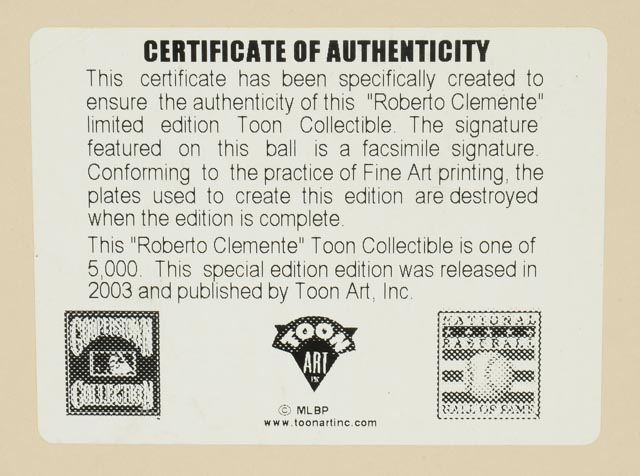 CERTIFICATE OF AUTHENTICITY
This certificate has been specifically created to
ensure the authenticity of this "Roberto Clemente"
limited edition Toon Collectible. The signature
featured on this ball is a facsimile signature.
Conforming to the practice of Fine Art printing, the
plates used to create this edition are destroyed
when the edition is complete.
This "Roberto Clemente" Toon Collectible is one of
5,000. This special edition edition was released in
2003 and published by Toon Art, Inc.
COLLECTION
TOON
ART
INC
NATIONAL
BASEBALL
HALL OF FAME
© MLBP
www.toonartinc.com